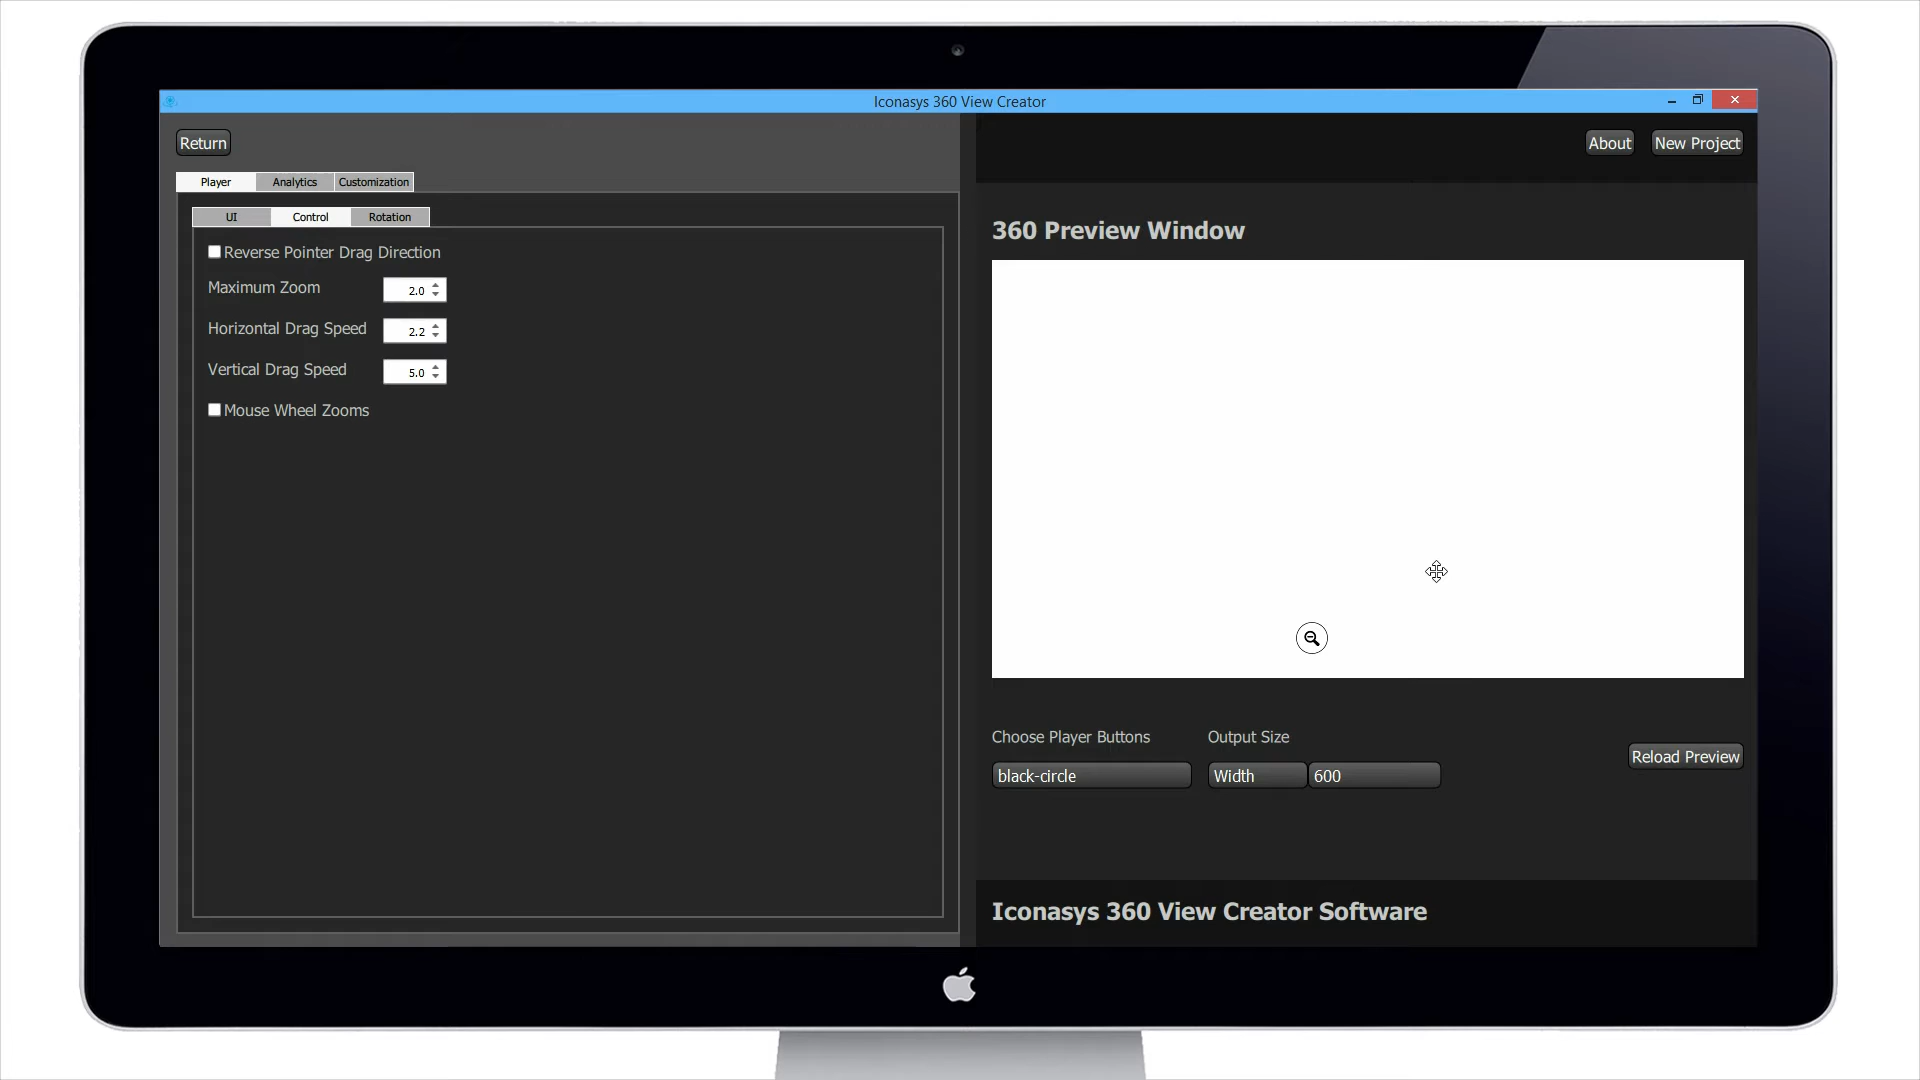 Iconasys 360 View Creator
Return
About
New Project
Player
Analytics
Customization
UI
Control
Rotation
Reverse Pointer Drag Direction
Maximum Zoom
2.0
Horizontal Drag Speed
2.2
Vertical Drag Speed
5.0
Mouse Wheel Zooms
360 Preview Window
Choose Player Buttons
Output Size
black-circle
Width
600
Reload Preview
Iconasys 360 View Creator Software